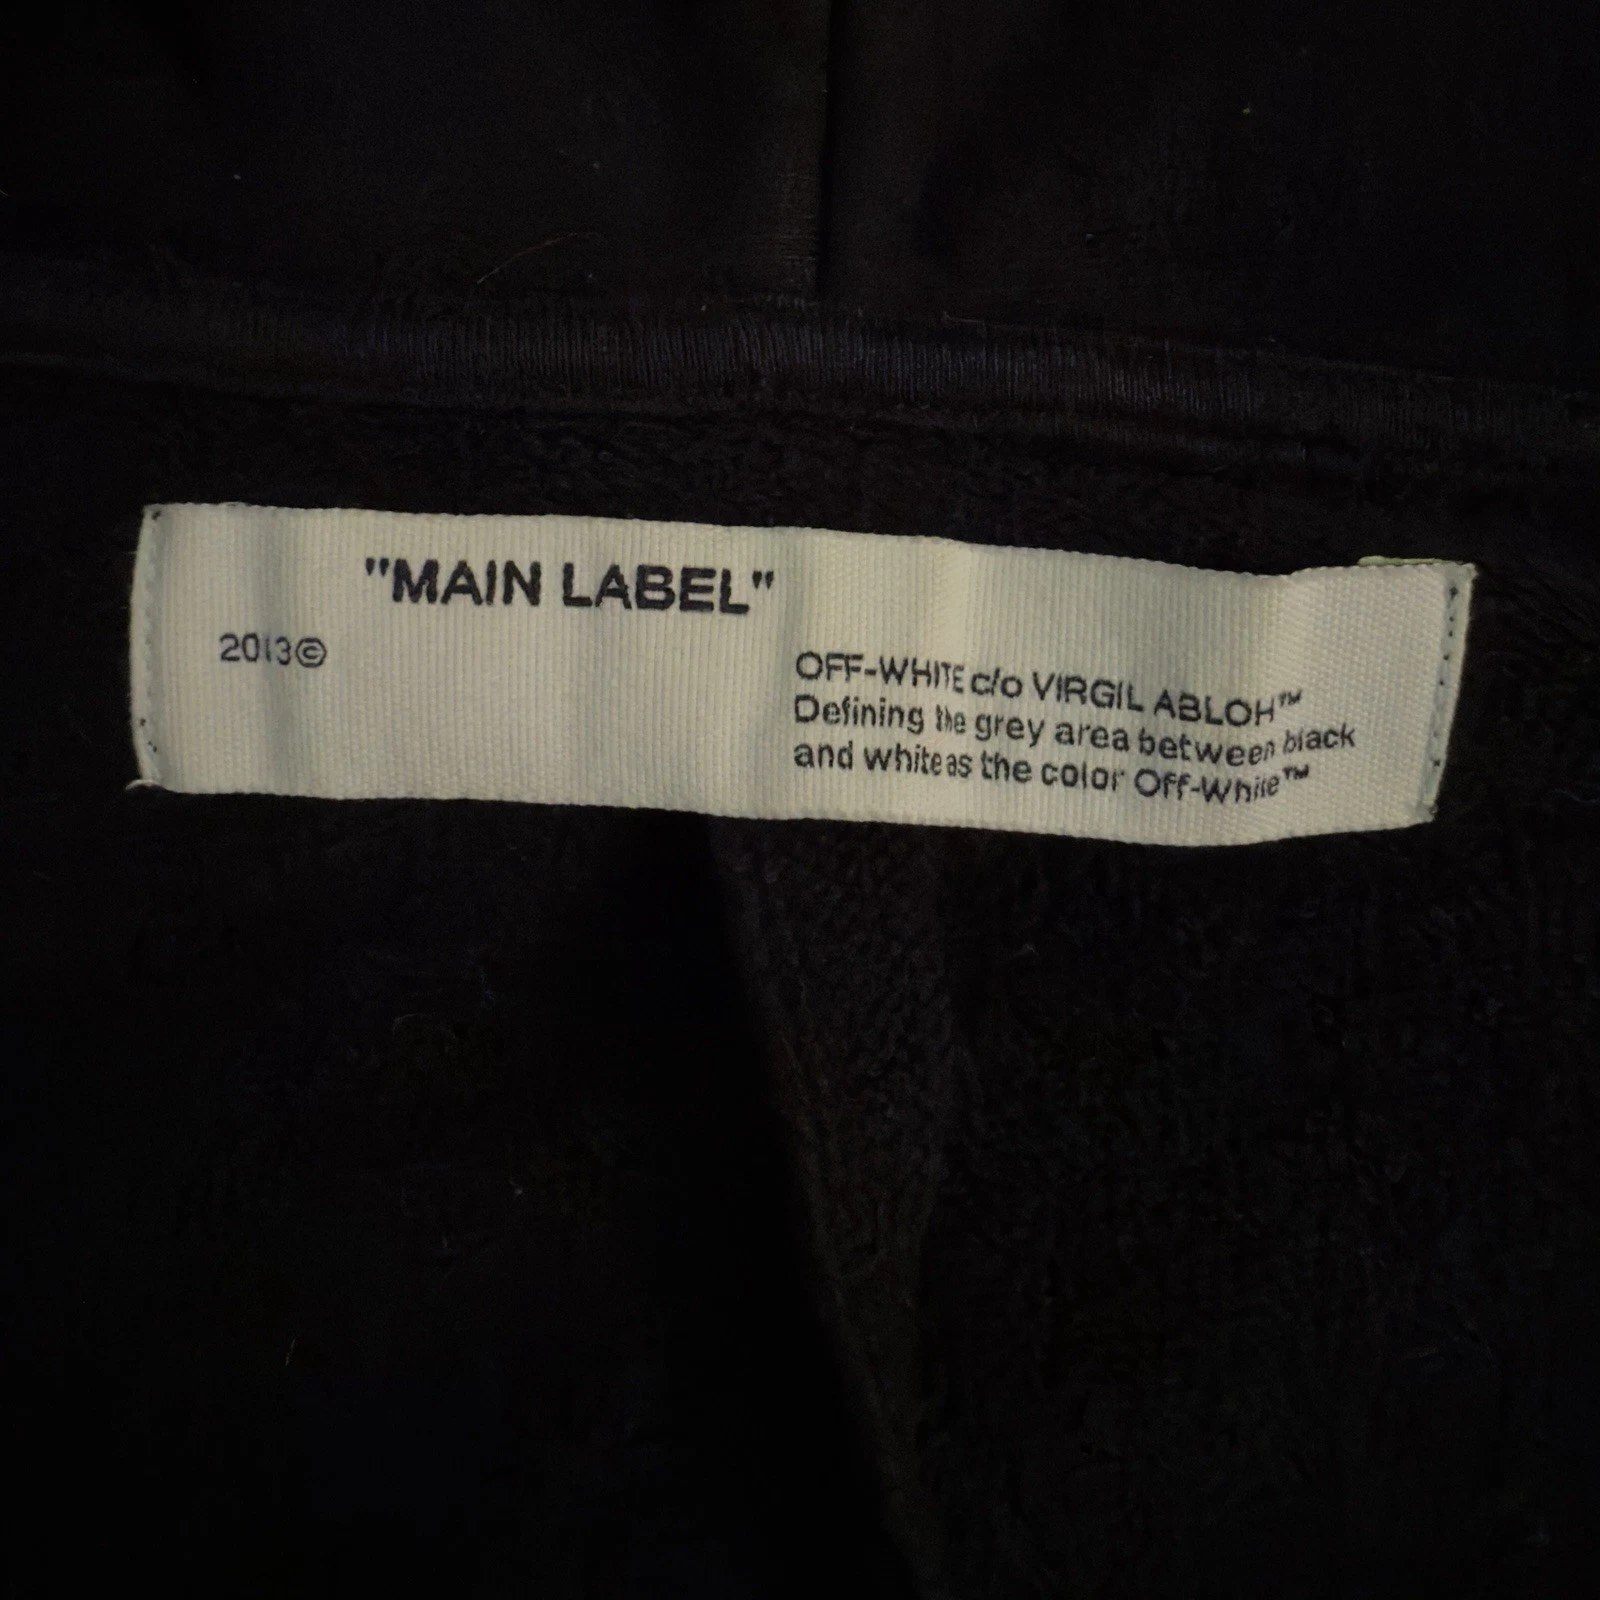 "MAIN LABEL"
2013©
OFF-WHITE c/o VIRGIL ABLOH™
Defining the grey area between black
and white as the color Off-White™